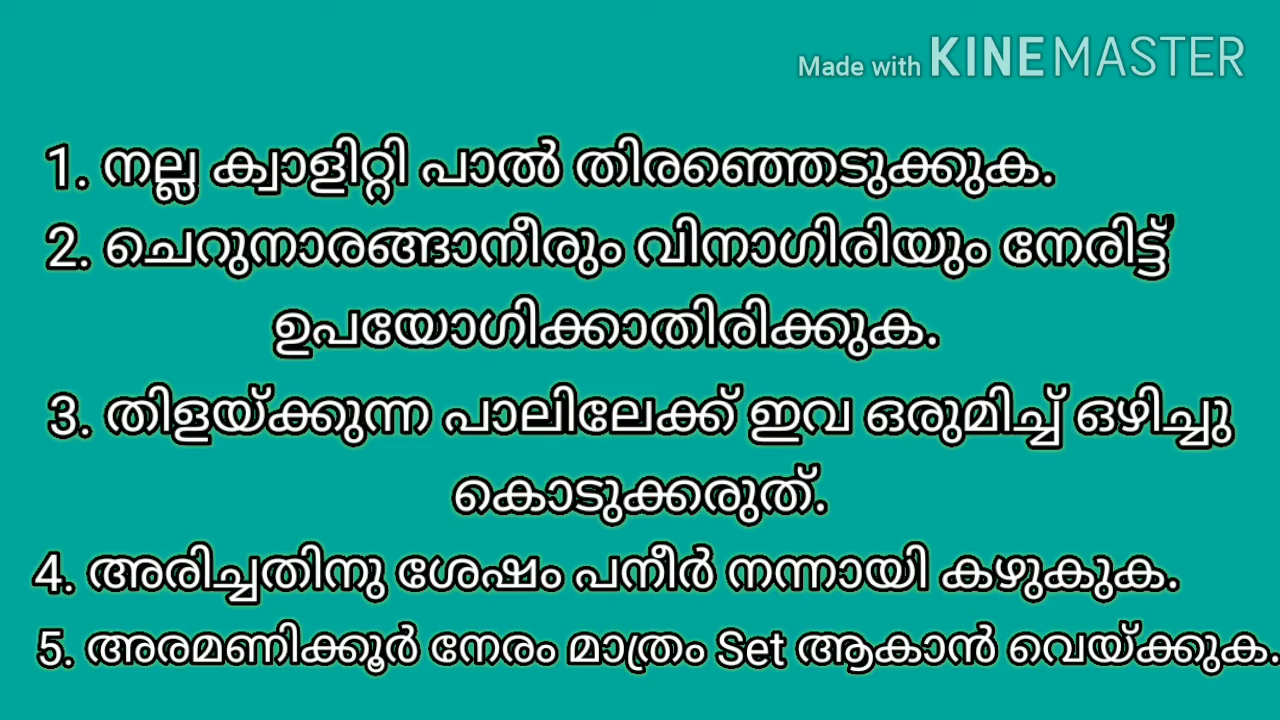 Made with KINEMASTER
1. നല്ല ക്വാളിറ്റി പാൽ തിരഞ്ഞെടുക്കുക.
2. ചെറുനാരങ്ങാനീരും വിനാഗിരിയും നേരിട്ട്
ഉപയോഗിക്കാതിരിക്കുക.
3. തിളയ്ക്കുന്ന പാലിലേക്ക് ഇവ ഒരുമിച്ച് ഒഴിച്ചു
കൊടുക്കരുത്.
4. അരിച്ചതിനു ശേഷം പനീർ നന്നായി കഴുകുക.
5. അരമണിക്കൂർ നേരം മാത്രം Set ആകാൻ വെയ്ക്കുക.